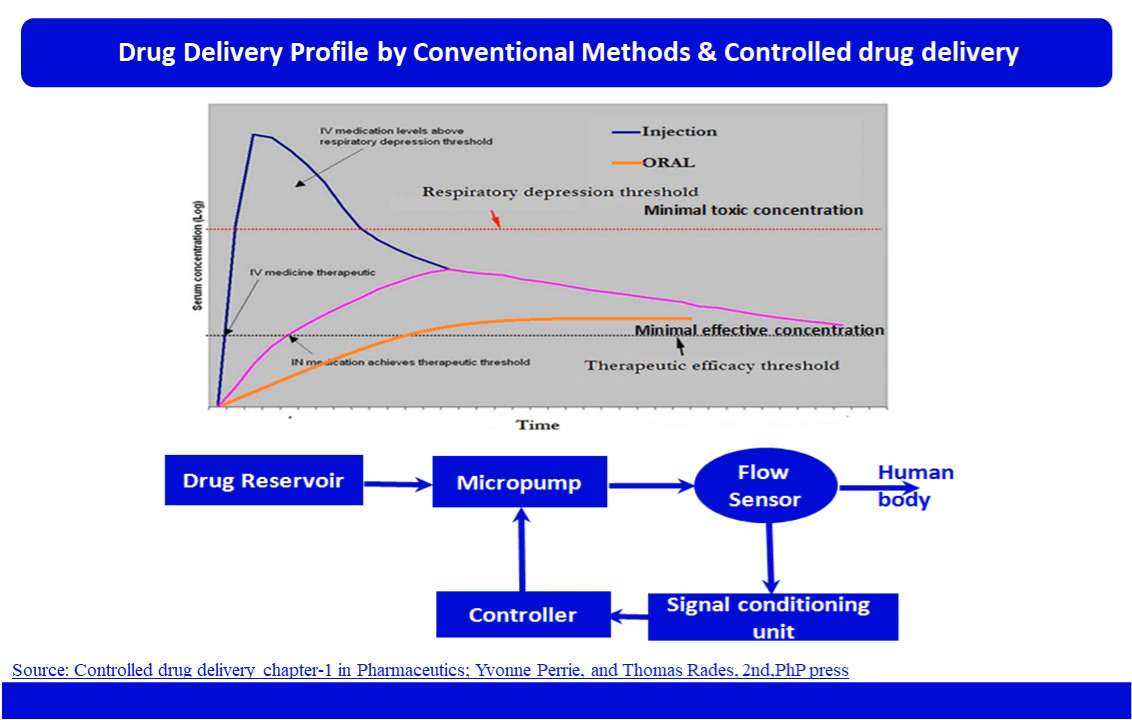 Drug Delivery Profile by Conventional Methods & Controlled drug delivery
IV medication levels above
respiratory depression threshold
Injection
ORAL
Respiratory depression threshold
Minimal toxic concentration
Serum concentration (Log)
IV medicine therapeutic
Minimal effective concentration
IN medication achieves therapeutic threshold
Therapeutic efficacy threshold
Time
Drug Reservoir
Micropump
Flow
Sensor
Human
body
Controller
Signal conditioning
unit
Source: Controlled drug delivery chapter-1 in Pharmaceutics; Yvonne Perrie, and Thomas Rades, 2nd,PhP press